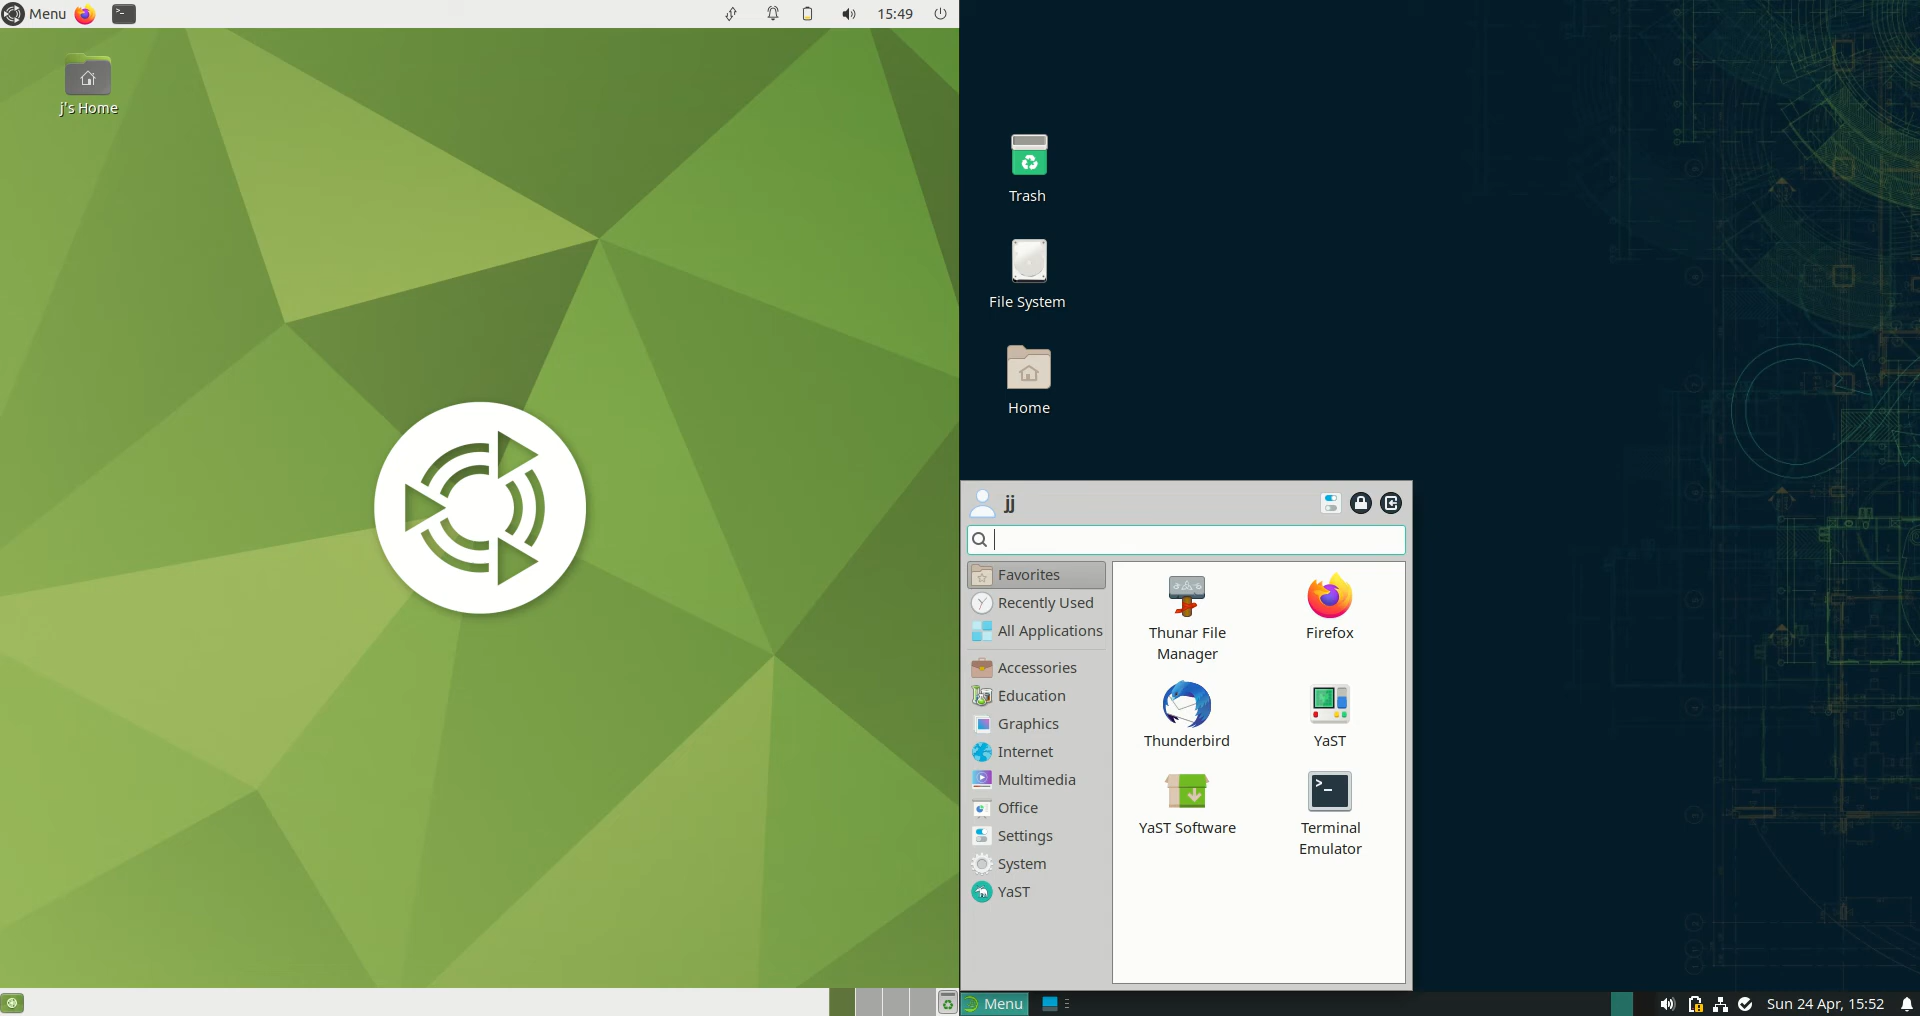 Menu
15:49
j's Home
Trash
File System
Home
jj
Favorites
Recently Used
All Applications
Accessories
Education
Graphics
Internet
Multimedia
Office
Settings
System
YaST
Thunar File
Manager
Firefox
Thunderbird
YaST
YaST Software
Terminal
Emulator
Menu
Sun 24 Apr, 15:52